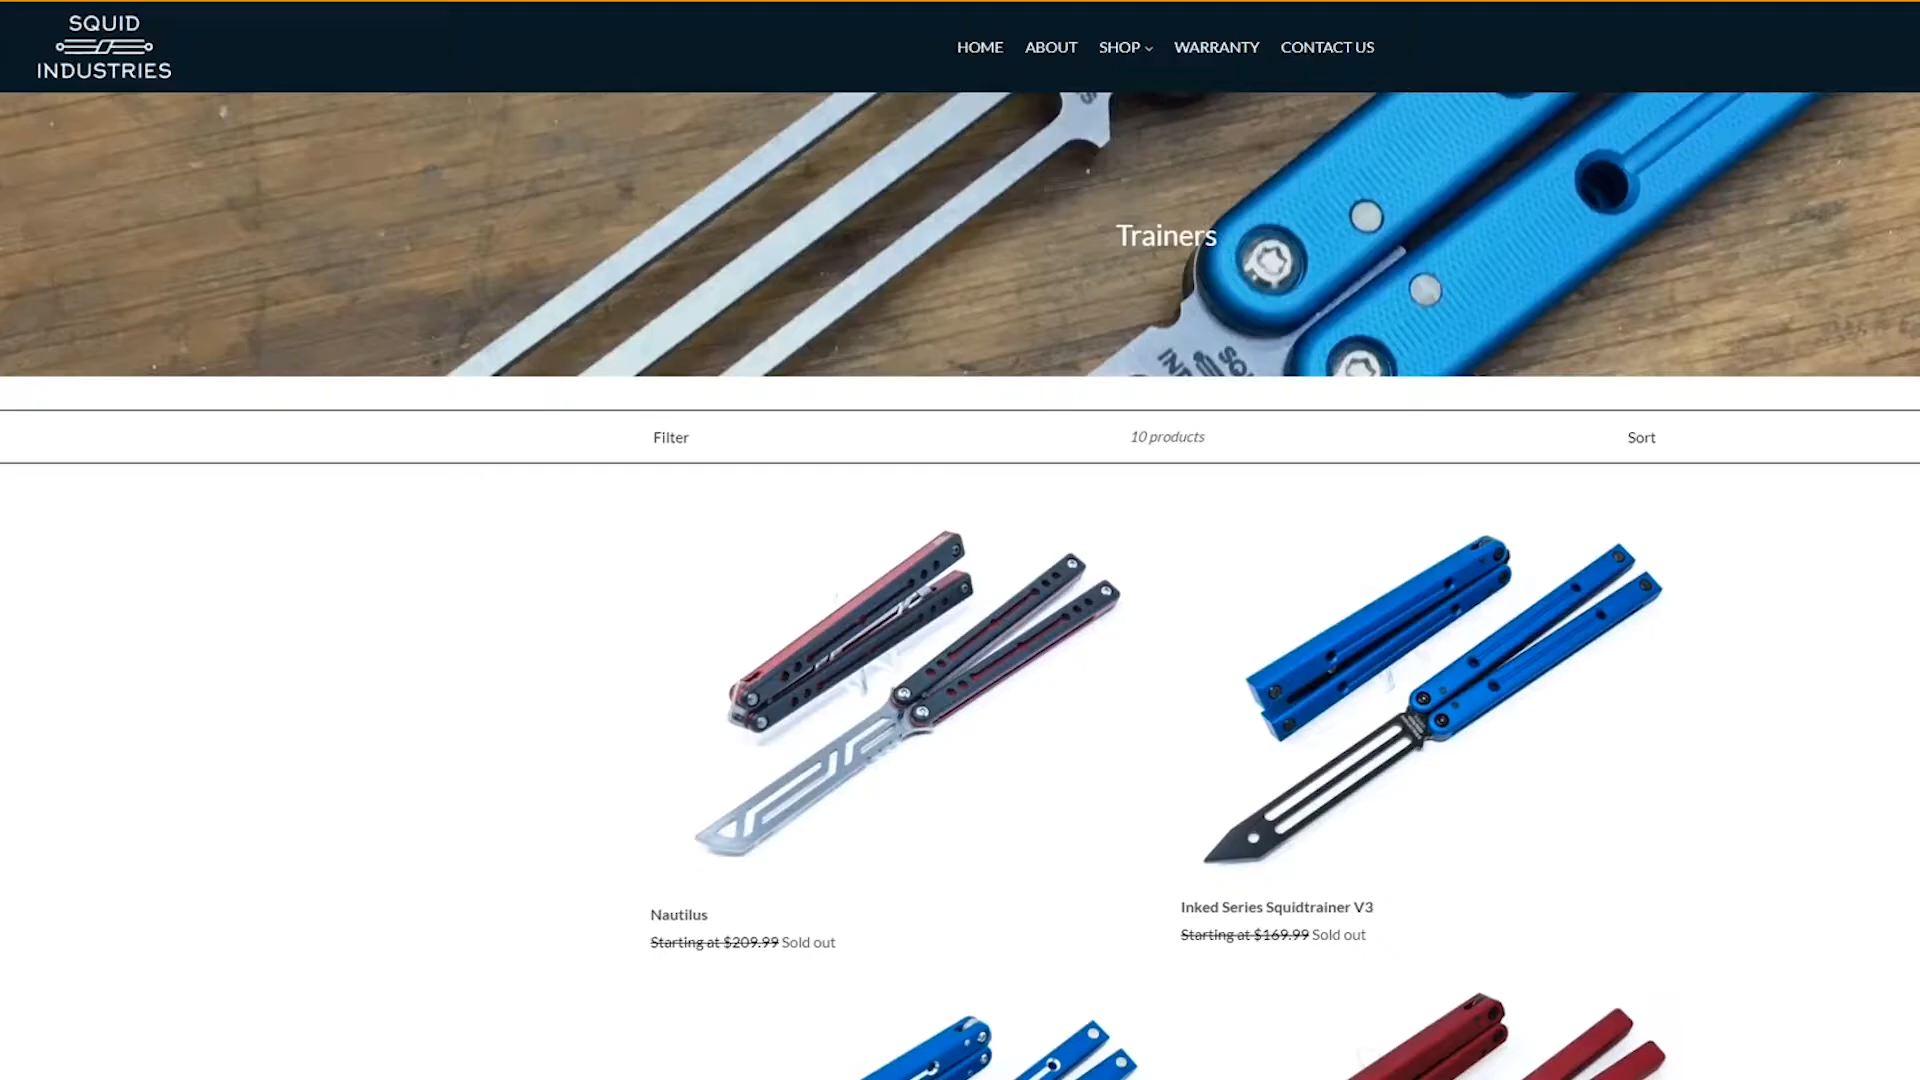 SQUID
INDUSTRIES
HOME ABOUT SHOP WARRANTY CONTACT US
Trainers
Filter 10 products Sort
Nautilus
Starting at $209.99 Sold out
Inked Series Squidtrainer V3
Starting at $169.99 Sold out